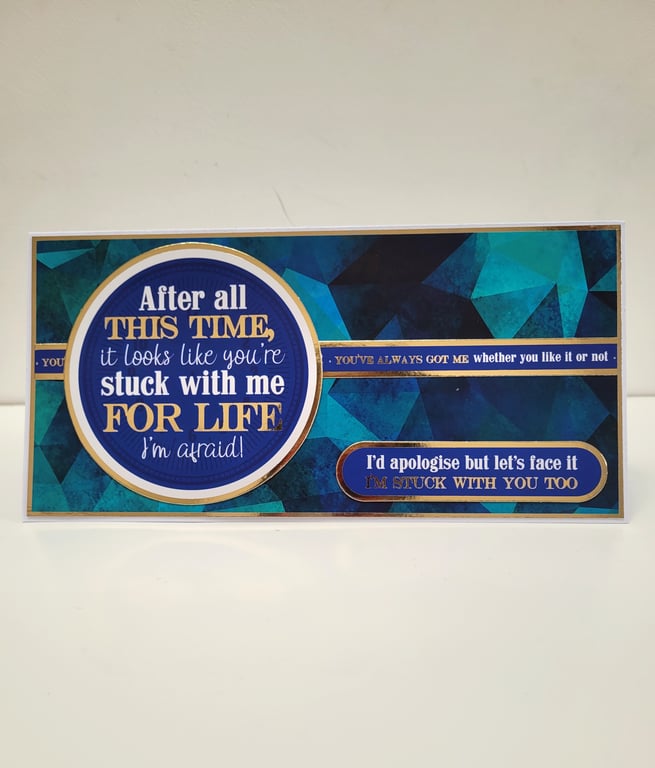 After all
THIS TIME,
it looks like you're
stuck with me
FOR LIFE
I'm afraid!
· YOU
· YOU'VE ALWAYS GOT ME whether you like it or not ·
I'd apologise but let's face it
I'M STUCK WITH YOU TOO